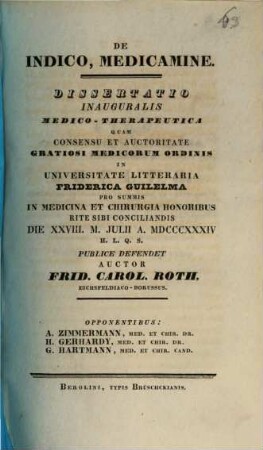 63
DE
INDICO, MEDICAMINE.
DISSERTATIO
INAUGURALIS
MEDICO-THERAPEUTICA
QUAM
CONSENSU ET AUCTORITATE
GRATIOSI MEDICORUM ORDINIS
IN
UNIVERSITATE LITTERARIA
FRIDERICA GUILELMA
PRO SUMMIS
IN MEDICINA ET CHIRURGIA HONORIBUS
RITE SIBI CONCILIANDIS
DIE XXVIII. M. JULII A. MDCCCXXXIV
H. L. Q. S.
PUBLICE DEFENDET
AUCTOR
FRID. CAROL. ROTH,
EICHSFELDIACO-BORUSSUS.
OPPONENTIBUS:
A. ZIMMERMANN, MED. ET CHIR. DR.
H. GERHARDY, MED. ET CHIR. DR.
G. HARTMANN, MED. ET CHIR. CAND.
BEROLINI, TYPIS BRÜSCHCKIANIS.